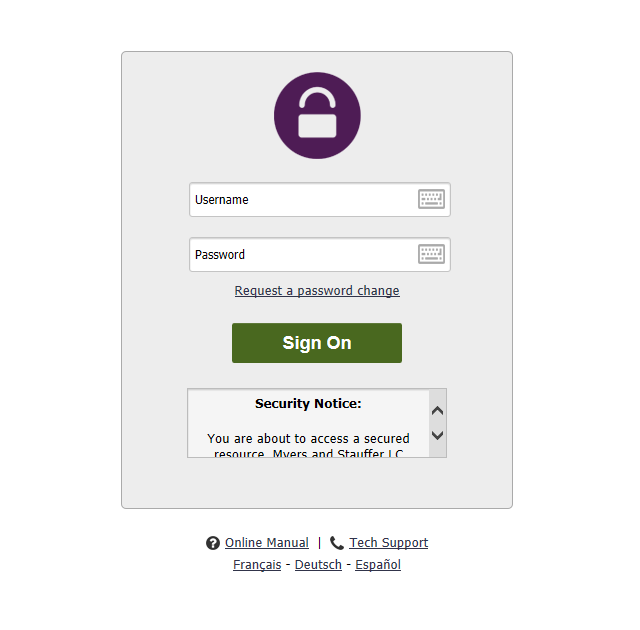 Username
Password
Request a password change
Sign On
Security Notice:
You are about to access a secured
resource. Myers and Stauffer LC
Online Manual | Tech Support
Français - Deutsch - Español